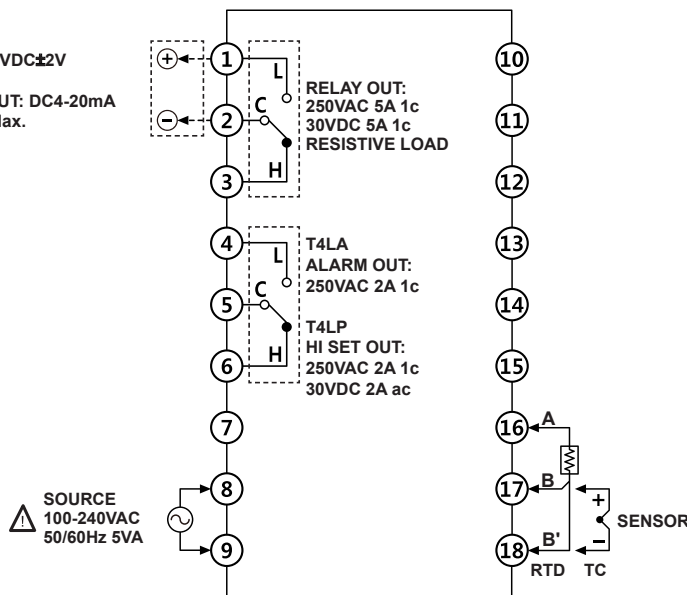 VDC±2V
DC4-20mA
+
−
1
2
3
L
C
H
RELAY OUT:
250VAC 5A 1c
30VDC 5A 1c
RESISTIVE LOAD
4
5
6
L
C
H
T4LA
ALARM OUT:
250VAC 2A 1c
T4LP
HI SET OUT:
250VAC 2A 1c
30VDC 2A ac
7
8
9
SOURCE
100-240VAC
50/60Hz 5VA
10
11
12
13
14
15
16
17
18
A
B
B'
+
−
SENSOR
RTD TC